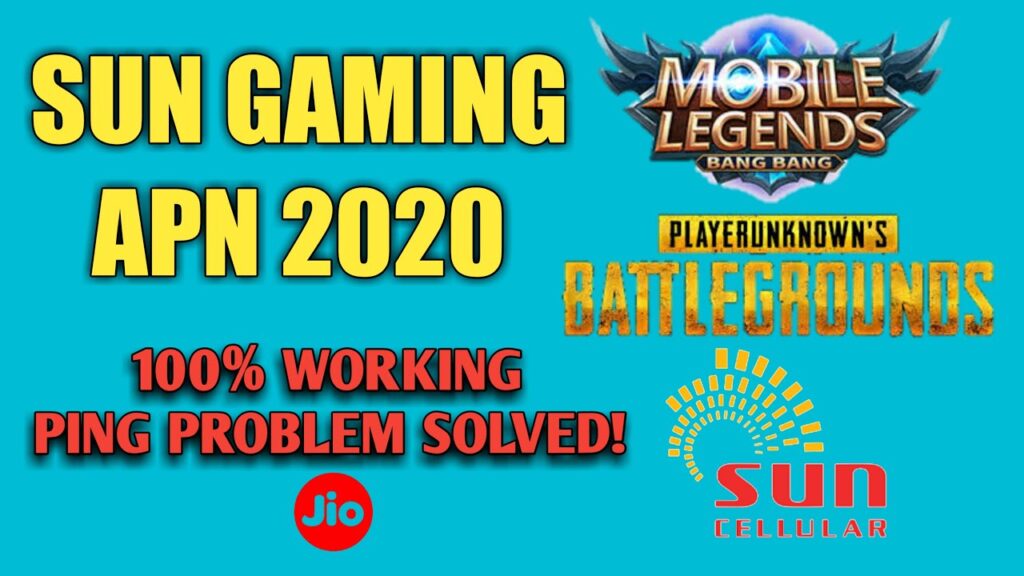 SUN GAMING
APN 2020
100% WORKING
PING PROBLEM SOLVED!
Jio
MOBILE
LEGENDS
BANG BANG
PLAYERUNKNOWN'S
BATTLEGROUNDS
sun
CELLULAR